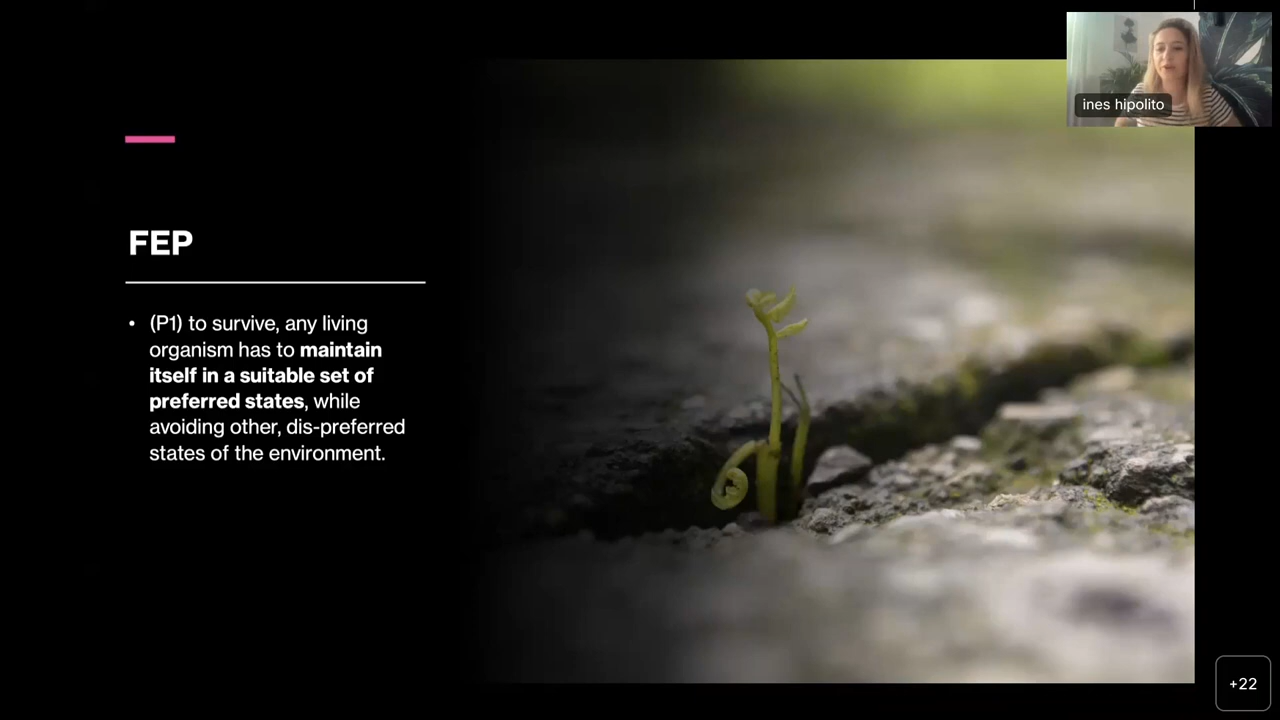 ines hipolito
FEP
• (P1) to survive, any living
organism has to maintain
itself in a suitable set of
preferred states, while
avoiding other, dis-preferred
states of the environment.
+22